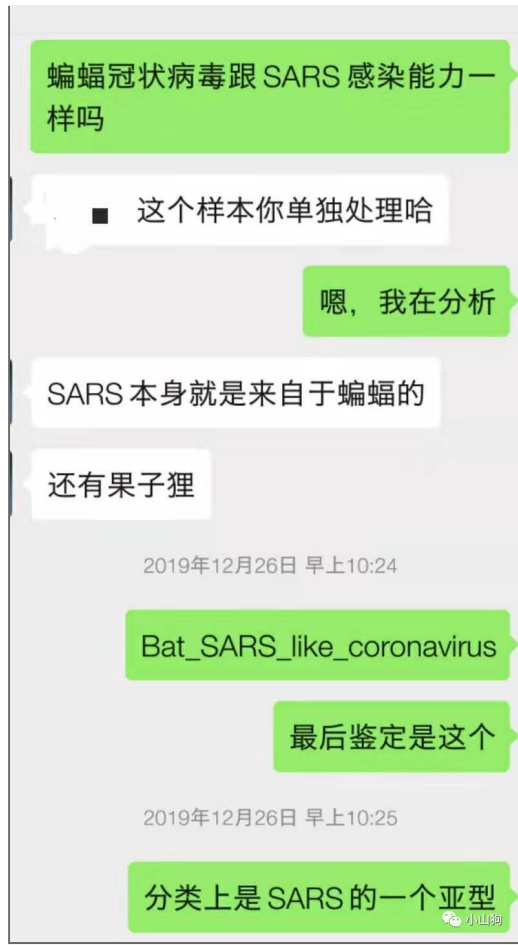 蝙蝠冠状病毒跟SARS感染能力一
样吗
这个样本你单独处理哈
嗯，我在分析
SARS本身就是来自于蝙蝠的
还有果子狸
2019年12月26日 早上10:24
Bat_SARS_like_coronavirus
最后鉴定是这个
2019年12月26日 早上10:25
分类上是SARS的一个亚型
小山狗